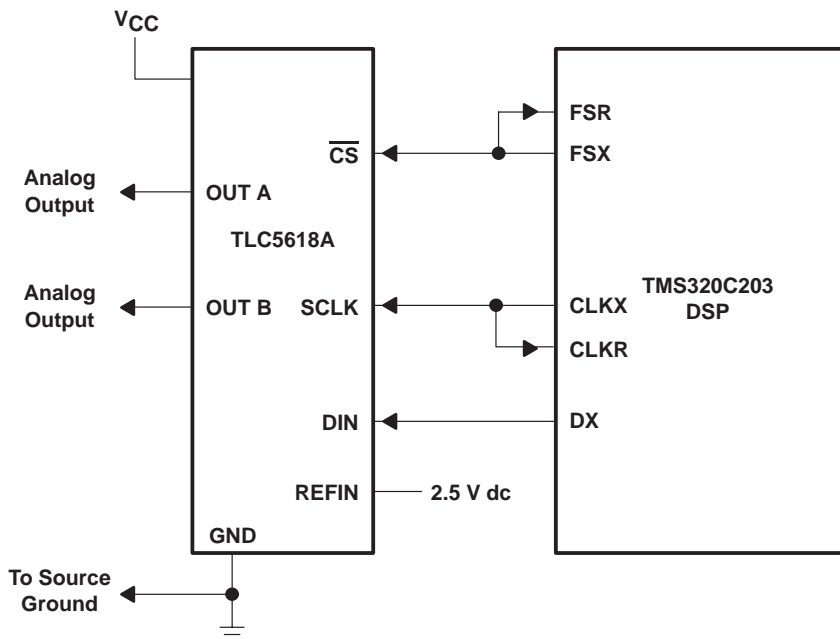 VCC
FSR
CS
FSX
Analog
Output
OUT A
TLC5618A
Analog
Output
OUT B
SCLK
CLKX
TMS320C203
DSP
CLKR
DIN
DX
REFIN
2.5 V dc
GND
To Source
Ground